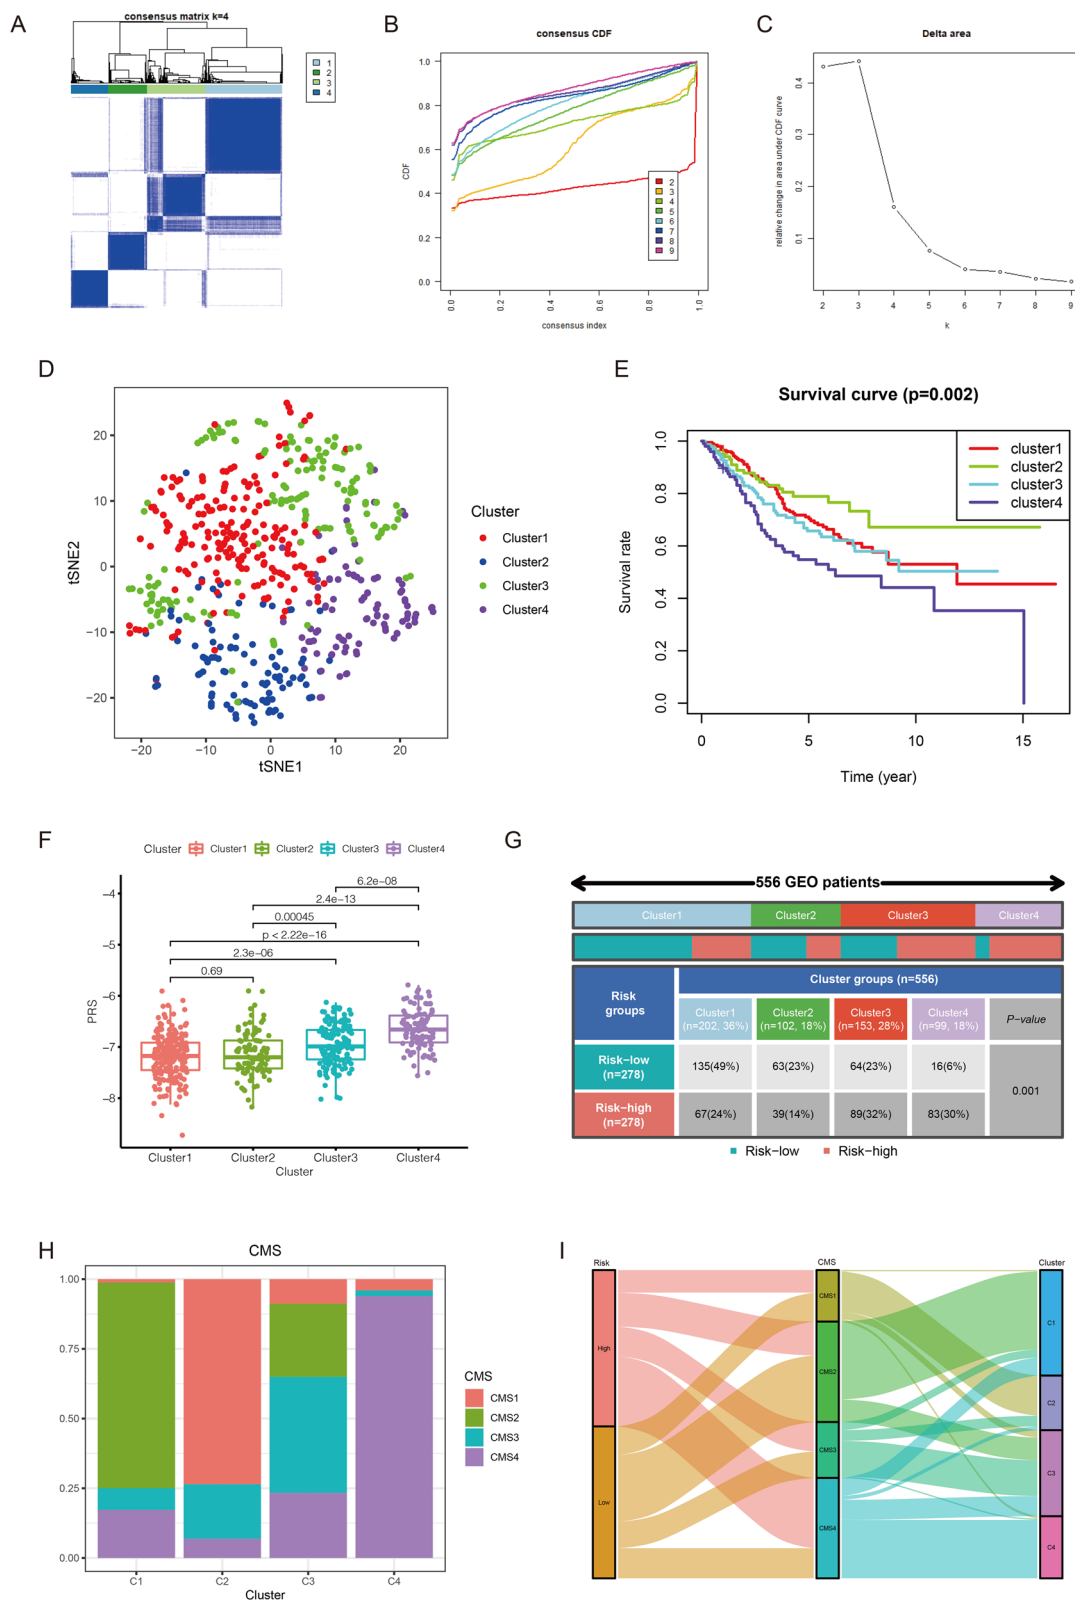 A
consensus matrix k=4
1
2
3
4
B
consensus CDF
CDF
1.0
0.8
0.6
0.4
0.2
0.0
2
3
4
5
6
7
8
9
0.0
0.2
0.4
0.6
0.8
1.0
consensus index
C
Delta area
relative change in area under CDF curve
0.4
0.3
0.2
0.1
2 3 4 5 6 7 8 9
k
D
tSNE2
20
10
0
−10
−20
−20 −10 0 10 20
tSNE1
Cluster
Cluster1
Cluster2
Cluster3
Cluster4
E
Survival curve (p=0.002)
Survival rate
1.0
0.8
0.6
0.4
0.2
0.0
cluster1
cluster2
cluster3
cluster4
0 5 10 15
Time (year)
F
Cluster Cluster1 Cluster2 Cluster3 Cluster4
PRS
−4
−5
−6
−7
−8
6.2e−08
2.4e−13
0.00045
p < 2.22e−16
2.3e−06
0.69
Cluster1 Cluster2 Cluster3 Cluster4
Cluster
G
556 GEO patients
Cluster1 Cluster2 Cluster3 Cluster4
Risk groups
Cluster groups (n=556)
Cluster1 (n=202, 36%)
Cluster2 (n=102, 18%)
Cluster3 (n=153, 28%)
Cluster4 (n=99, 18%)
P−value
Risk−low (n=278)
135(49%) 63(23%) 64(23%) 16(6%)
0.001
Risk−high (n=278)
67(24%) 39(14%) 89(32%) 83(30%)
Risk−low Risk−high
H
CMS
1.00
0.75
0.50
0.25
0.00
C1 C2 C3 C4
Cluster
CMS
CMS1
CMS2
CMS3
CMS4
I
Risk CMS Cluster
High
Low
CMS1
CMS2
CMS3
CMS4
C1
C2
C3
C4